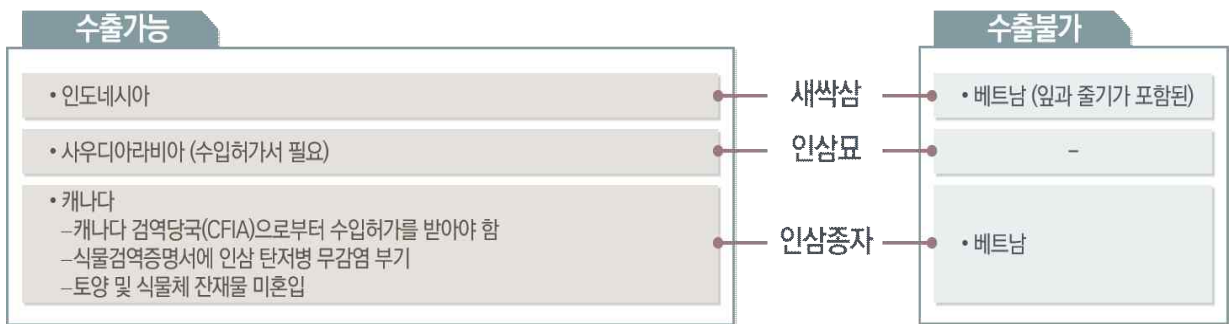 수출가능
수출불가
• 인도네시아
새싹삼
• 베트남 (잎과 줄기가 포함된)
• 사우디아라비아 (수입허가서 필요)
인삼묘
–
• 캐나다
–캐나다 검역당국(CFIA)으로부터 수입허가를 받아야 함
–식물검역증명서에 인삼 탄저병 무감염 부기
–토양 및 식물체 잔재물 미혼입
인삼종자
• 베트남